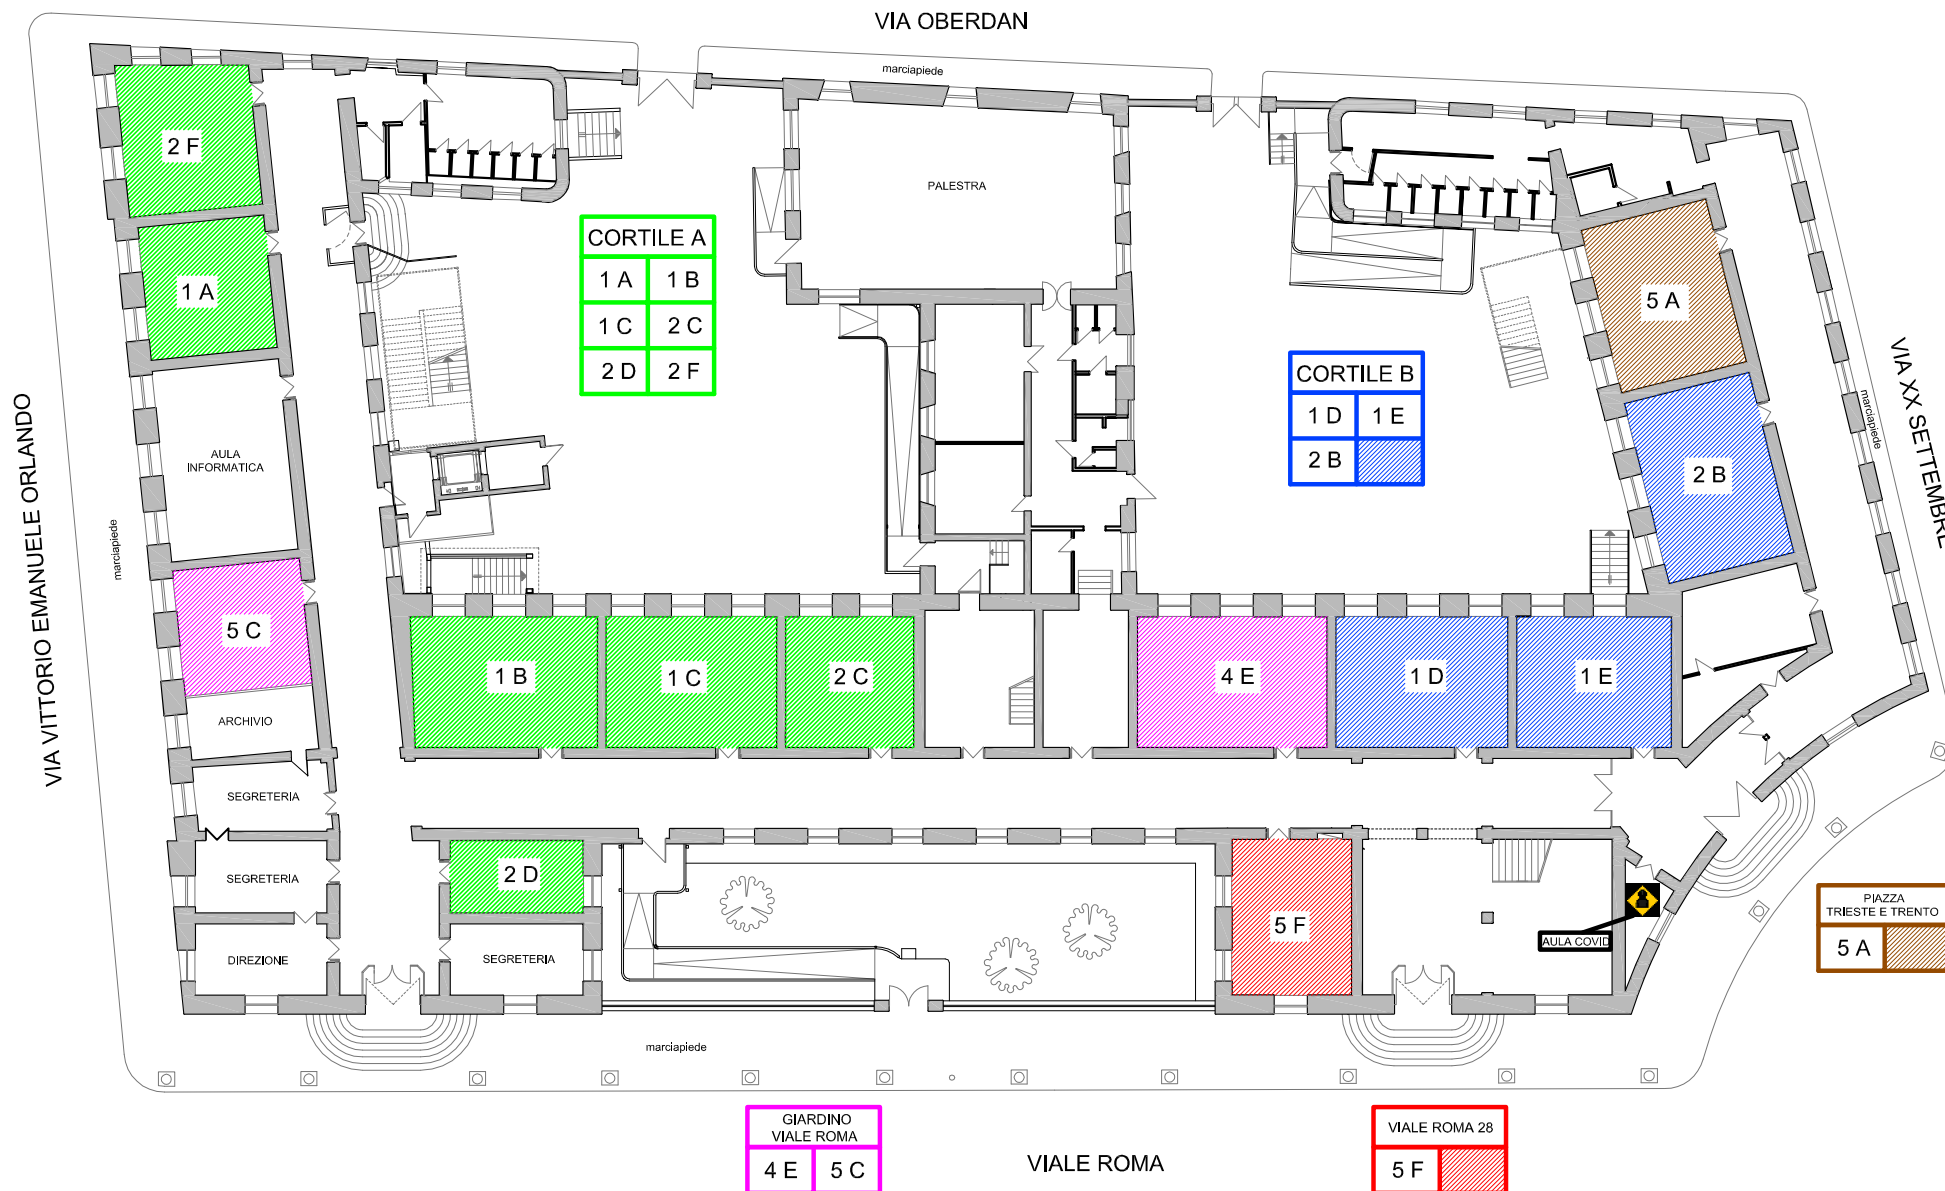 VIA OBERDAN
marciapiede
2 F
PALESTRA
CORTILE A
1 A 1 B
1 C 2 C
2 D 2 F
1 A
5 A
CORTILE B
1 D 1 E
2 B
VIA XX SETTEMBRE
marciapiede
AULA
INFORMATICA
2 B
VIA VITTORIO EMANUELE ORLANDO
marciapiede
5 C
1 B
1 C
2 C
4 E
1 D
1 E
ARCHIVIO
SEGRETERIA
SEGRETERIA
2 D
5 F
PIAZZA
TRIESTE E TRENTO
5 A
AULA COVID
DIREZIONE
SEGRETERIA
marciapiede
GIARDINO
VIALE ROMA
4 E 5 C
VIALE ROMA
VIALE ROMA 28
5 F